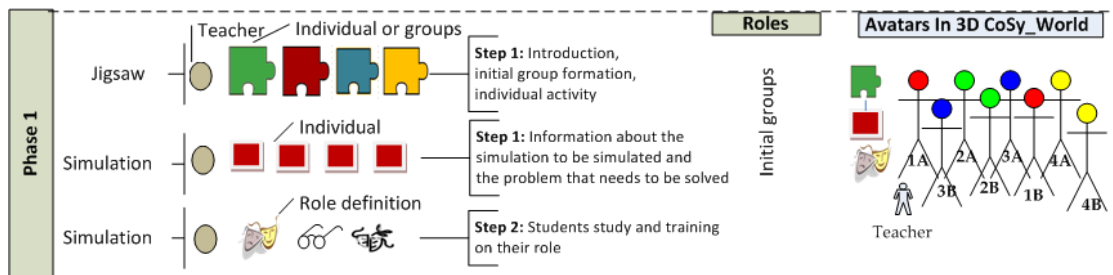 Phase 1
Roles
Avatars In 3D CoSy_World
Teacher
Individual or groups
Jigsaw
Step 1: Introduction,
initial group formation,
individual activity
Individual
Simulation
Step 1: Information about the
simulation to be simulated and
the problem that needs to be solved
Role definition
Simulation
Step 2: Students study and training
on their role
Initial groups
1A
2A
3A
4A
3B
2B
1B
4B
Teacher